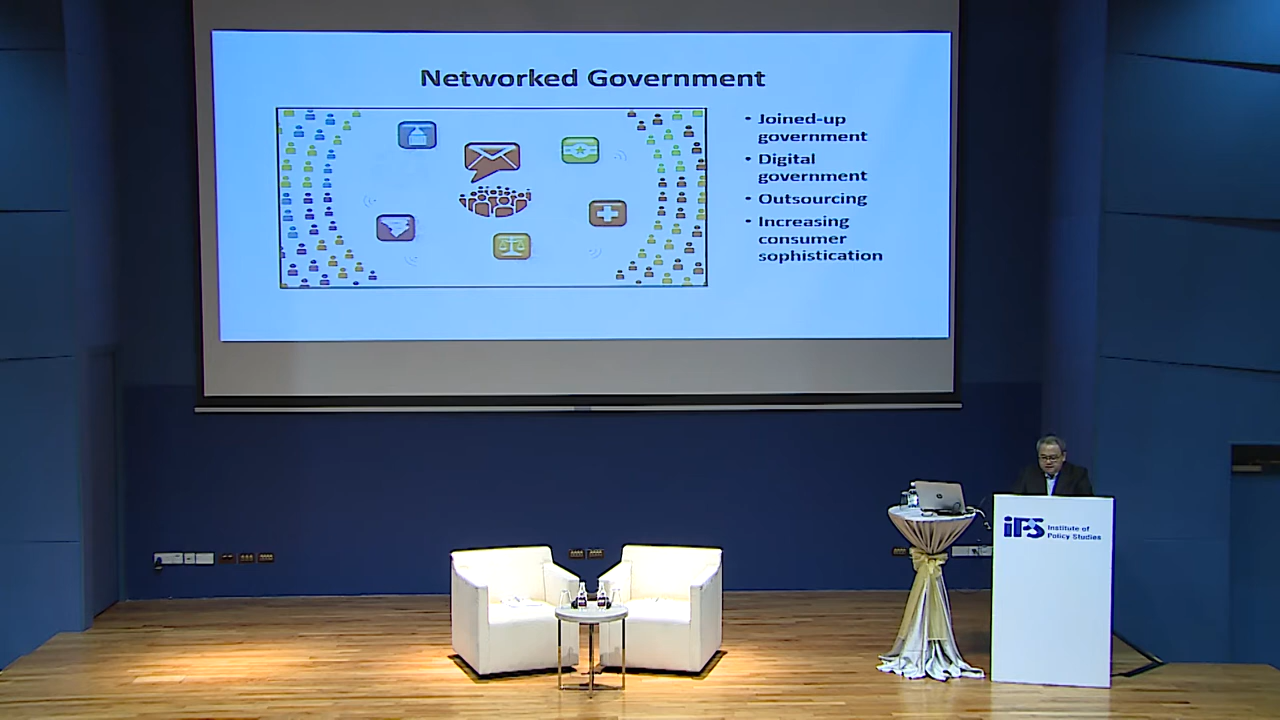 Networked Government
• Joined-up
government
• Digital
government
• Outsourcing
• Increasing
consumer
sophistication
iPS
Institute of
Policy Studies